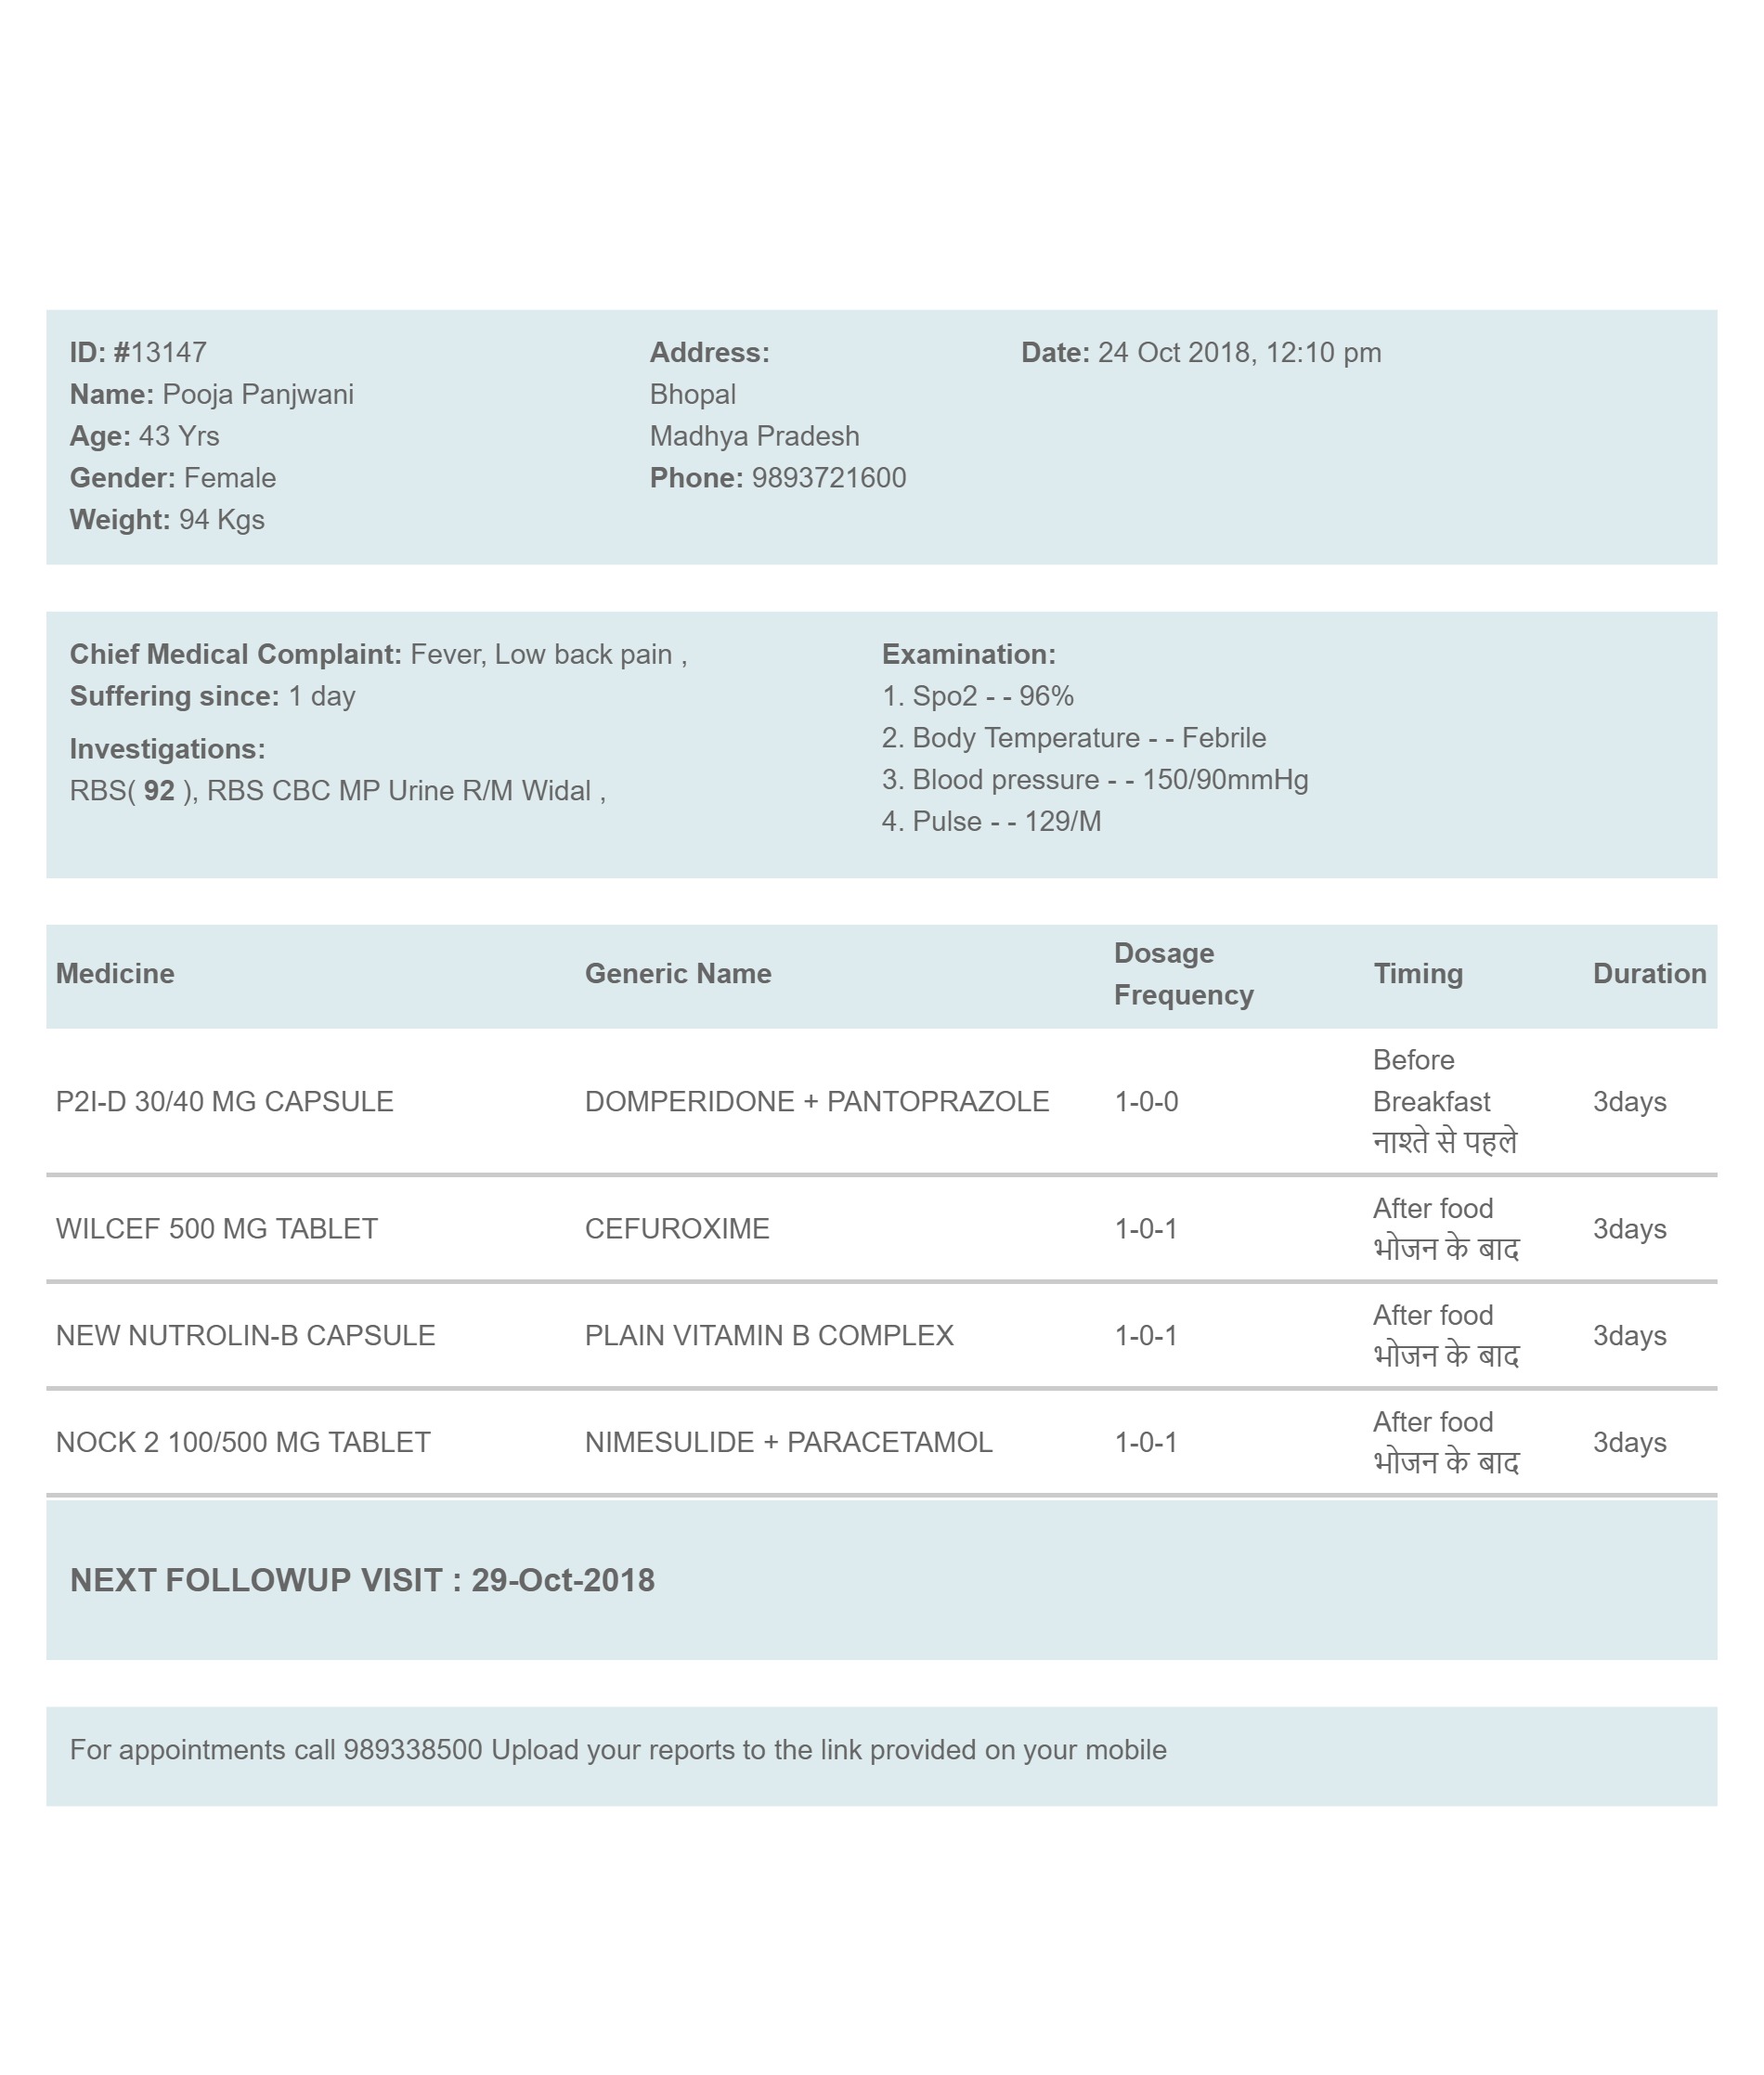 ID: #13147
Name: Pooja Panjwani
Age: 43 Yrs
Gender: Female
Weight: 94 Kgs
Address:
Bhopal
Madhya Pradesh
Phone: 9893721600
Date: 24 Oct 2018, 12:10 pm
Chief Medical Complaint: Fever, Low back pain ,
Suffering since: 1 day
Investigations:
RBS( 92 ), RBS CBC MP Urine R/M Widal ,
Examination:
1. Spo2 - - 96%
2. Body Temperature - - Febrile
3. Blood pressure - - 150/90mmHg
4. Pulse - - 129/M
Medicine Generic Name Dosage Frequency Timing Duration
P2I-D 30/40 MG CAPSULE DOMPERIDONE + PANTOPRAZOLE 1-0-0 Before Breakfast नाश्ते से पहले 3days
WILCEF 500 MG TABLET CEFUROXIME 1-0-1 After food भोजन के बाद 3days
NEW NUTROLIN-B CAPSULE PLAIN VITAMIN B COMPLEX 1-0-1 After food भोजन के बाद 3days
NOCK 2 100/500 MG TABLET NIMESULIDE + PARACETAMOL 1-0-1 After food भोजन के बाद 3days
NEXT FOLLOWUP VISIT : 29-Oct-2018
For appointments call 989338500 Upload your reports to the link provided on your mobile